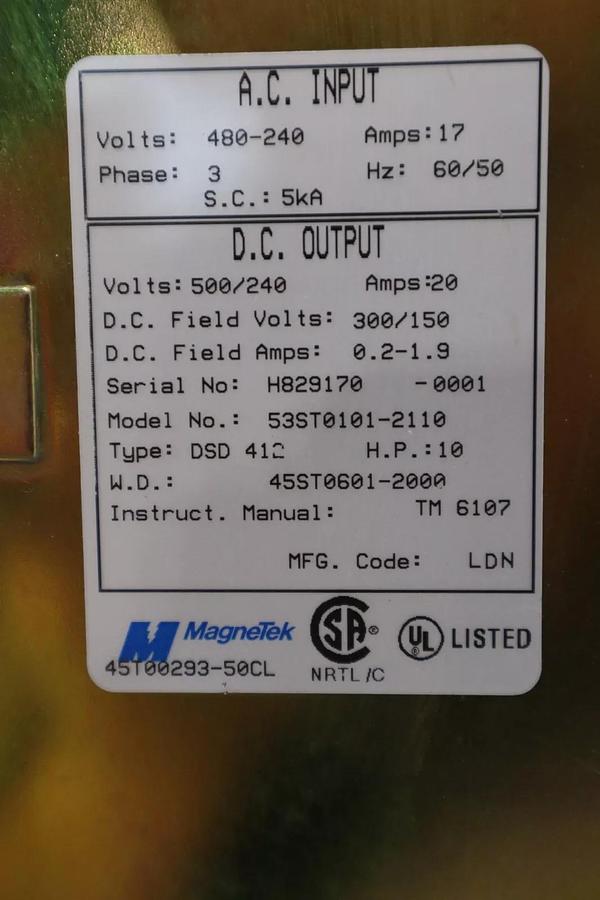 A.C. INPUT
Volts: 480-240 Amps: 17
Phase: 3 Hz: 60/50
S.C.: 5kA
D.C. OUTPUT
Volts: 500/240 Amps: 20
D.C. Field Volts: 300/150
D.C. Field Amps: 0.2-1.9
Serial No: H829170 -0001
Model No.: 53ST0101-2110
Type: DSD 412 H.P.: 10
W.D.: 45ST0601-2000
Instruct. Manual: TM 6107
MFG. Code: LDN
MagneTek SA ® UL ® LISTED
45T00293-50CL NRTL/C